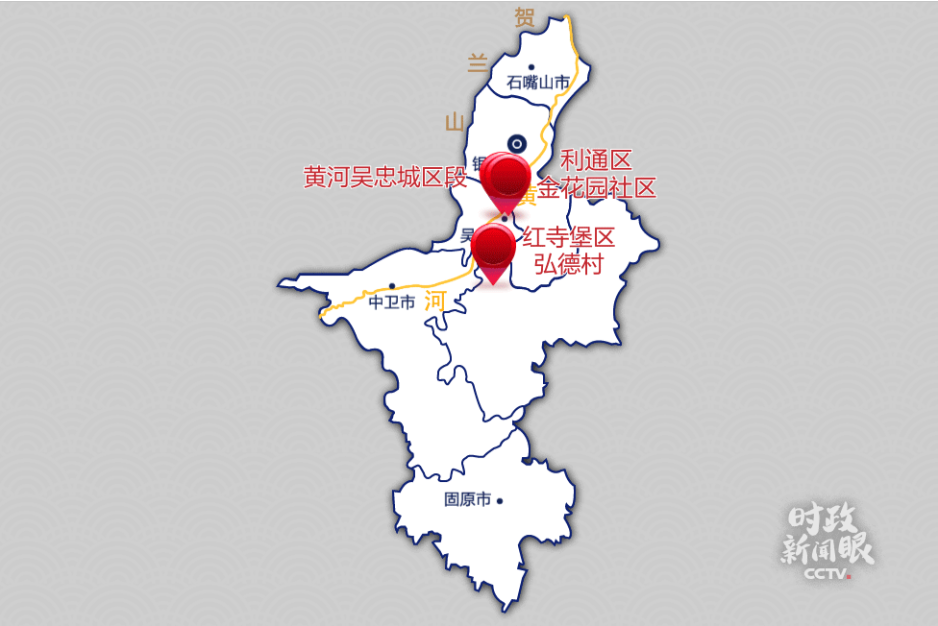 贺
兰
山
石嘴山市
银
黄河吴忠城区段
利通区
金花园社区
黄
吴
红寺堡区
弘德村
中卫市
河
固原市
时政
新闻眼
CCTV